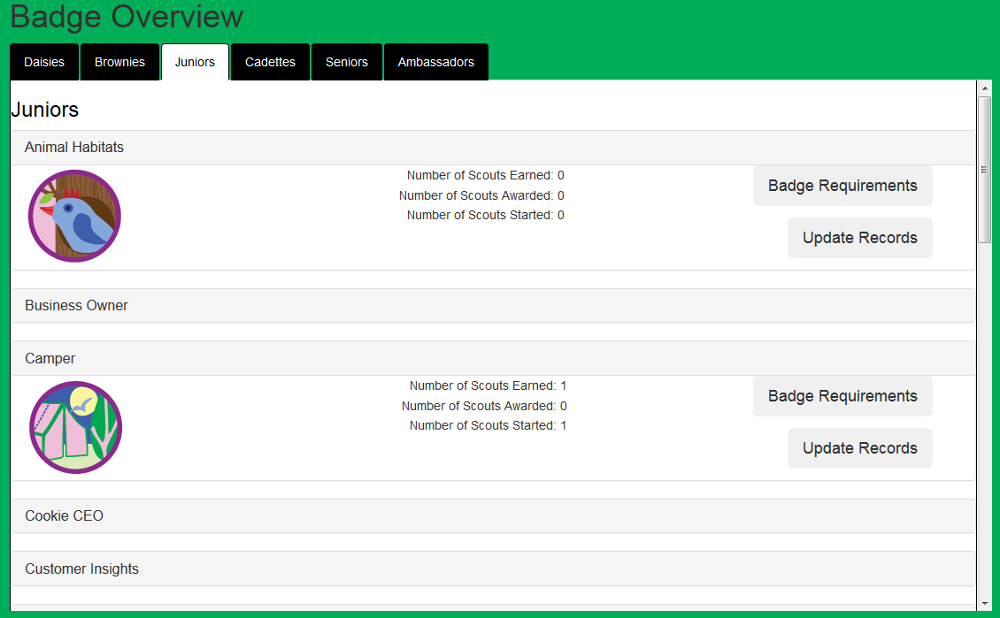 Badge Overview
Daisies Brownies Juniors Cadettes Seniors Ambassadors
Juniors
Animal Habitats
Number of Scouts Earned: 0
Number of Scouts Awarded: 0
Number of Scouts Started: 0
Badge Requirements
Update Records
Business Owner
Camper
Number of Scouts Earned: 1
Number of Scouts Awarded: 0
Number of Scouts Started: 1
Badge Requirements
Update Records
Cookie CEO
Customer Insights